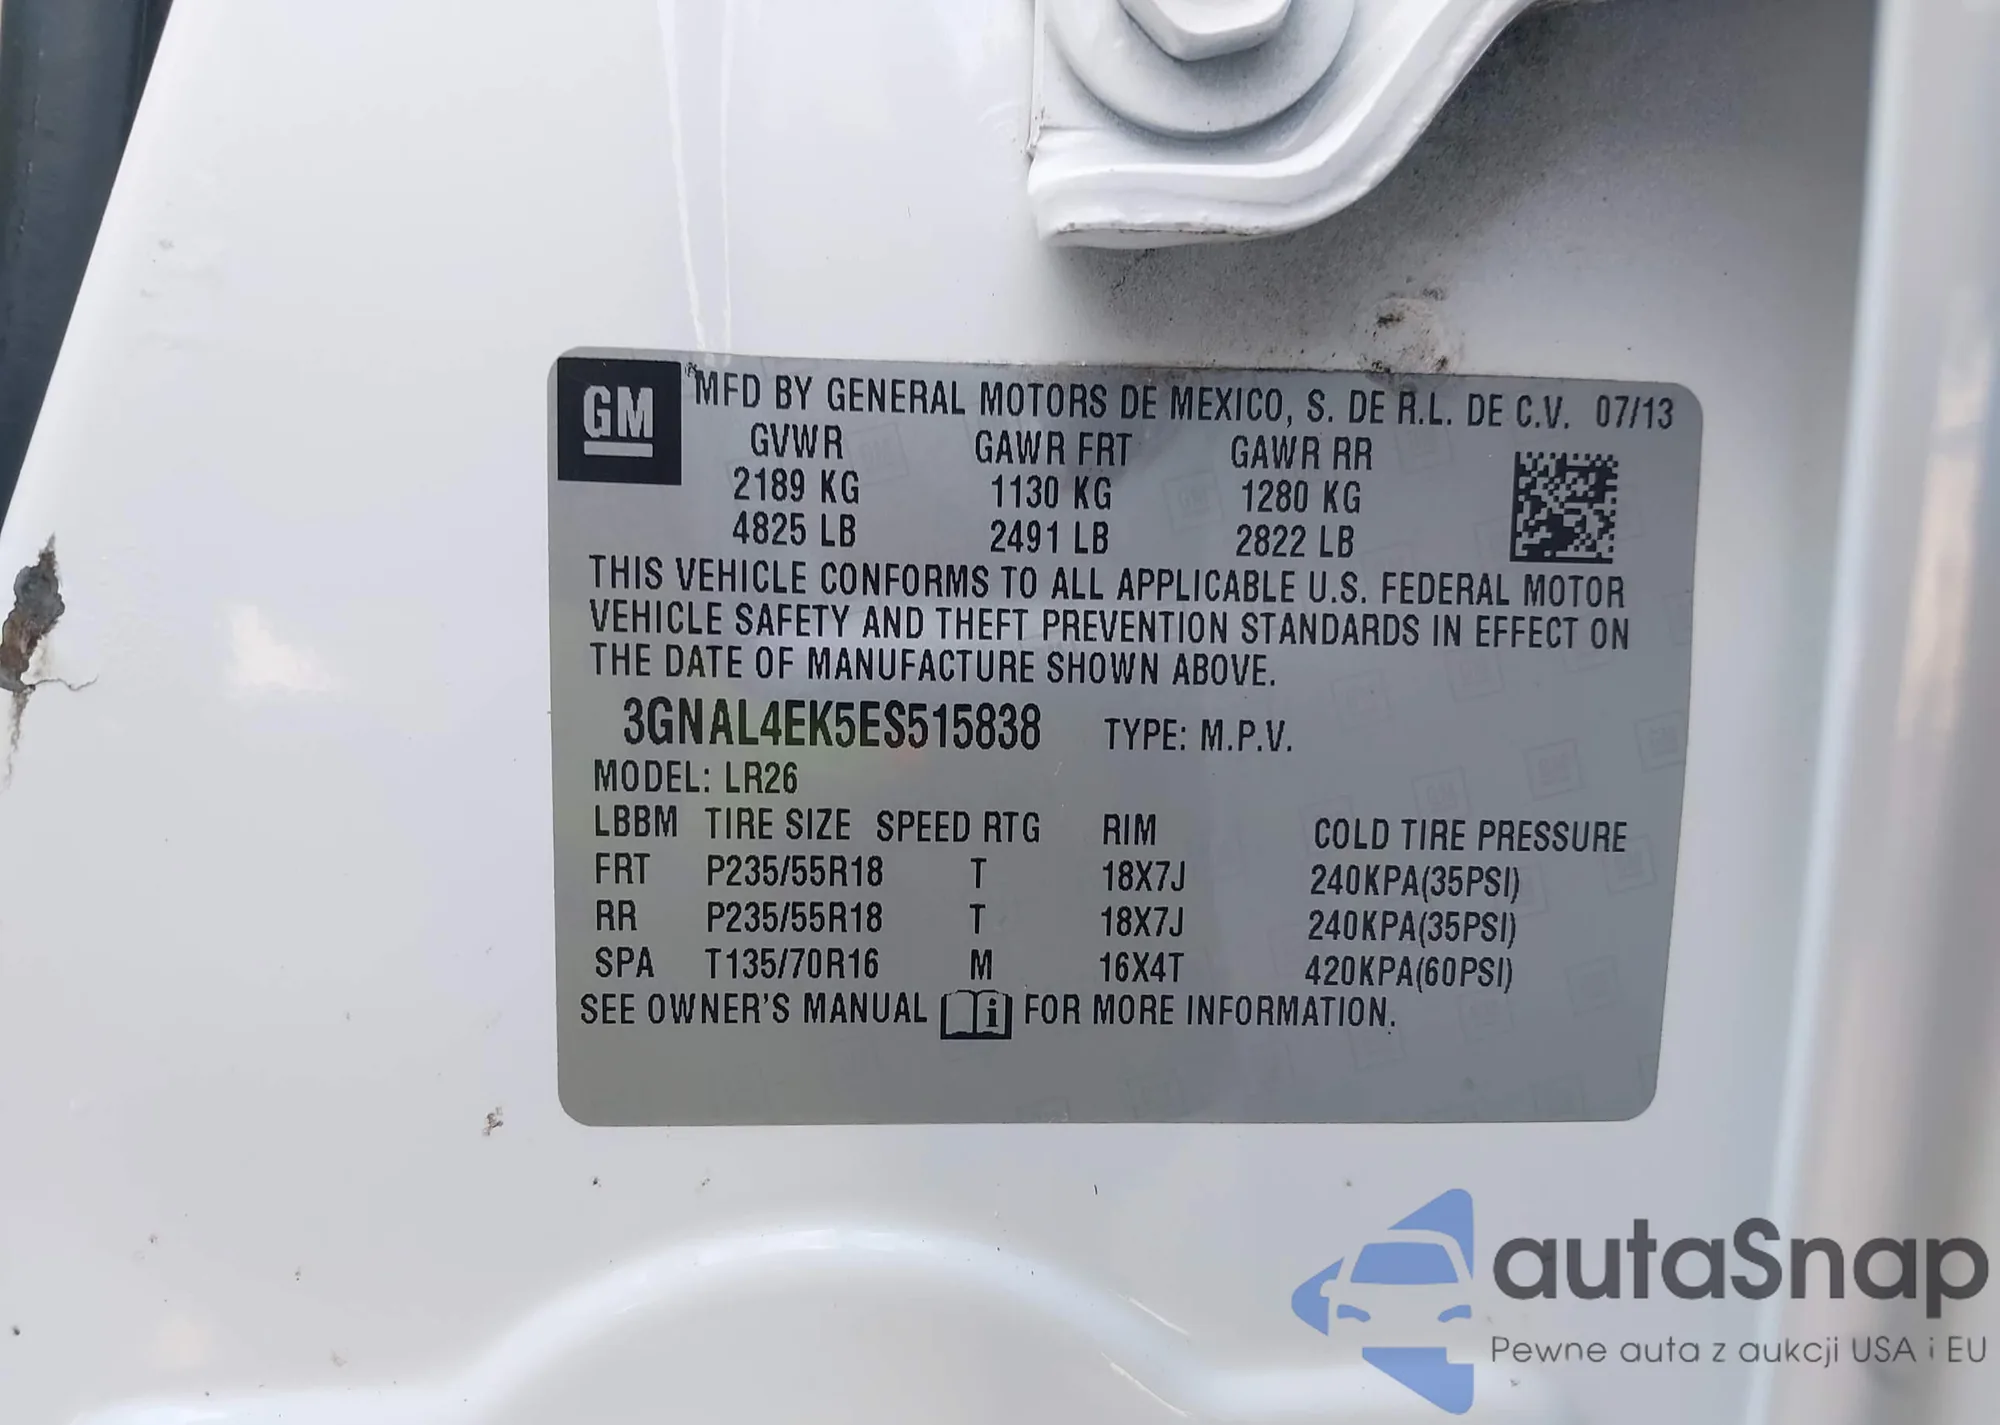 GM
MFD BY GENERAL MOTORS DE MEXICO, S. DE R.L. DE C.V. 07/13
GVWR GAWR FRT GAWR RR
2189 KG 1130 KG 1280 KG
4825 LB 2491 LB 2822 LB
THIS VEHICLE CONFORMS TO ALL APPLICABLE U.S. FEDERAL MOTOR
VEHICLE SAFETY AND THEFT PREVENTION STANDARDS IN EFFECT ON
THE DATE OF MANUFACTURE SHOWN ABOVE.
3GNAL4EK5ES515838 TYPE: M.P.V.
MODEL: LR26
LBBM TIRE SIZE SPEED RTG RIM COLD TIRE PRESSURE
FRT P235/55R18 T 18X7J 240KPA(35PSI)
RR P235/55R18 T 18X7J 240KPA(35PSI)
SPA T135/70R16 M 16X4T 420KPA(60PSI)
SEE OWNER'S MANUAL i FOR MORE INFORMATION.
autaSnap
Pewne auta z aukcji USA i EU